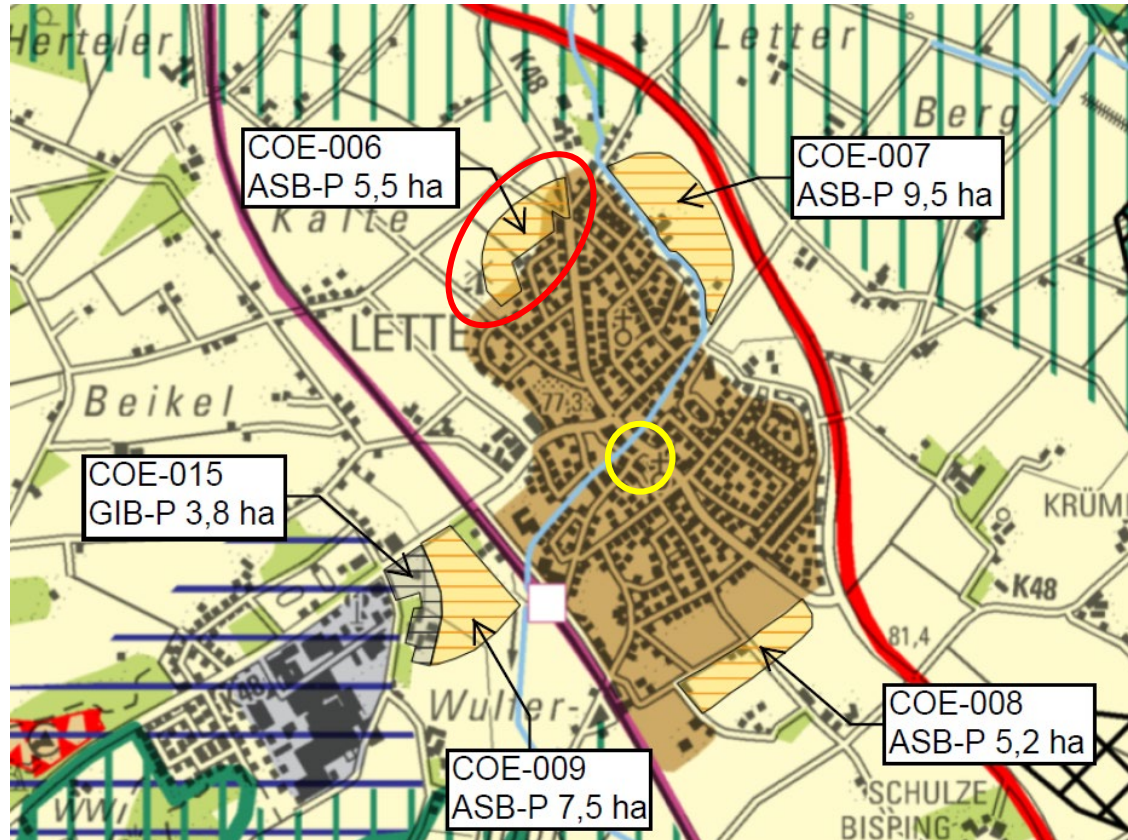 Herteler
K48
Letter
Berg
COE-006
ASB-P 5,5 ha
COE-007
ASB-P 9,5 ha
Kalte
LETTE
77,3
Beikel
COE-015
GIB-P 3,8 ha
KRÜM
K48
81,4
K48
Wulfer-
COE-008
ASB-P 5,2 ha
COE-009
ASB-P 7,5 ha
SCHULZE
BISPING